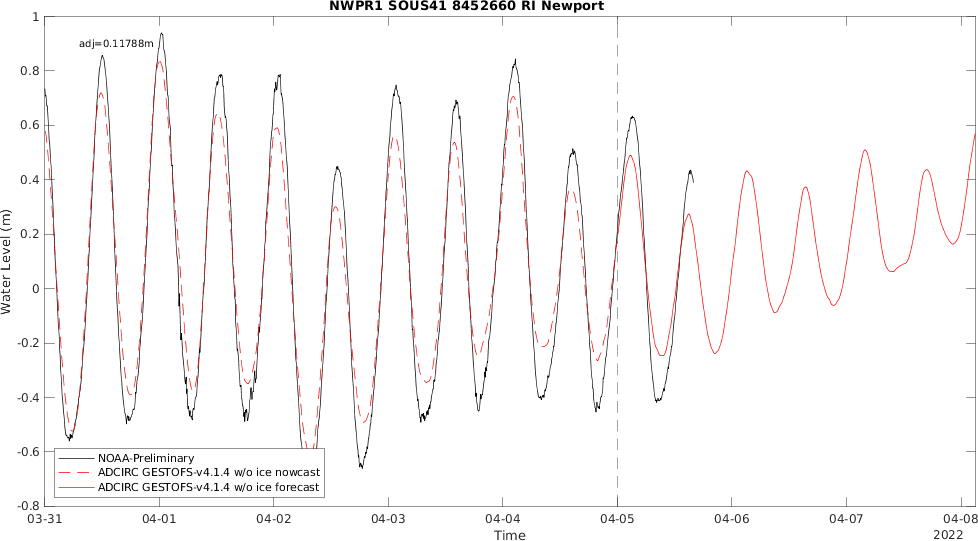 NWPR1 SOUS41 8452660 RI Newport
adj=0.11788m
1
0.8
0.6
0.4
0.2
0
-0.2
-0.4
-0.6
-0.8
Water Level (m)
NOAA-Preliminary
ADCIRC GESTOFS-v4.1.4 w/o ice nowcast
ADCIRC GESTOFS-v4.1.4 w/o ice forecast
03-31 04-01 04-02 04-03 04-04 04-05 04-06 04-07 04-08
Time
2022